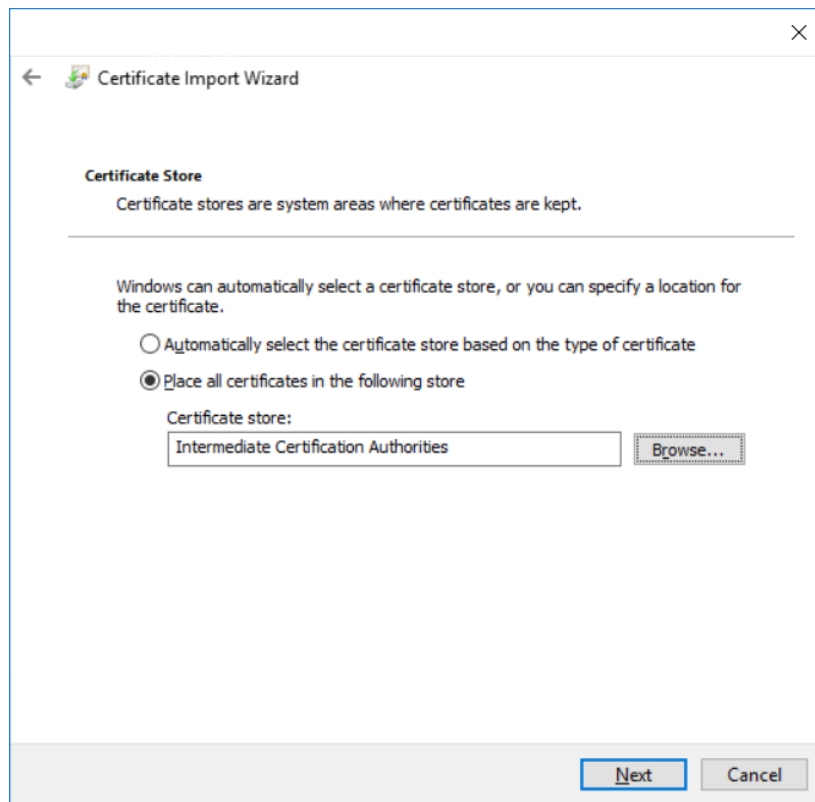 Certificate Import Wizard
Certificate Store
Certificate stores are system areas where certificates are kept.
Windows can automatically select a certificate store, or you can specify a location for
the certificate.
Automatically select the certificate store based on the type of certificate
Place all certificates in the following store
Certificate store:
Intermediate Certification Authorities
Browse...
Next
Cancel